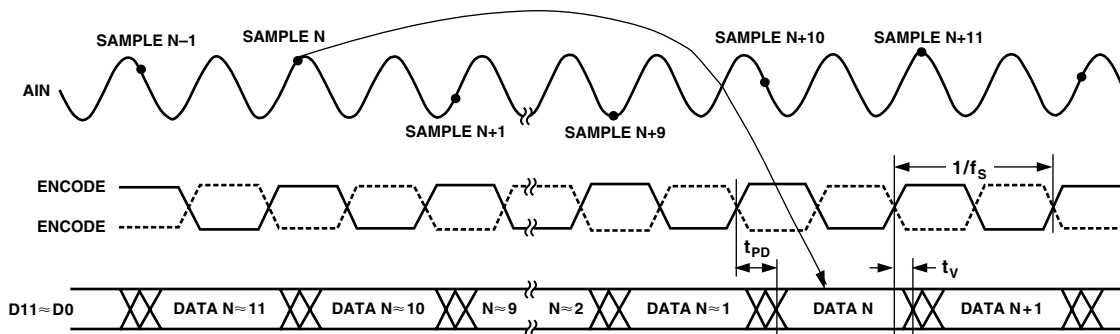 SAMPLE N–1
SAMPLE N
SAMPLE N+10
SAMPLE N+11
AIN
SAMPLE N+1
SAMPLE N+9
ENCODE
1/fS
ENCODE
tPD
tV
D11≈D0
DATA N≈11
DATA N≈10
N≈9
N≈2
DATA N≈1
DATA N
DATA N+1